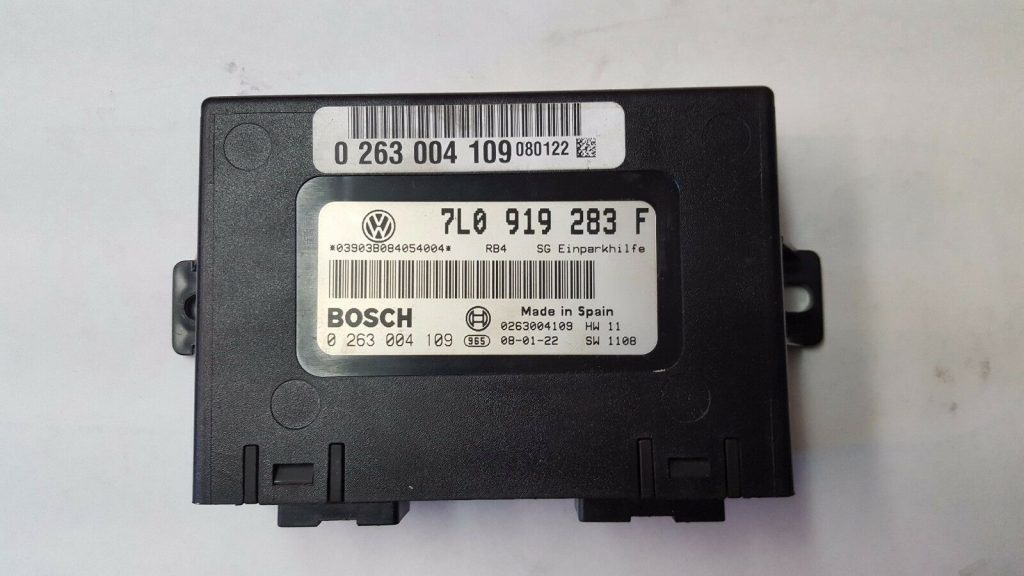 0 263 004 109 080122
7L0 919 283 F
*03903B084054004* RB4 SG Einparkhilfe
BOSCH Made in Spain
0263004109 HW 11
0 263 004 109 965 08-01-22 SW 1108